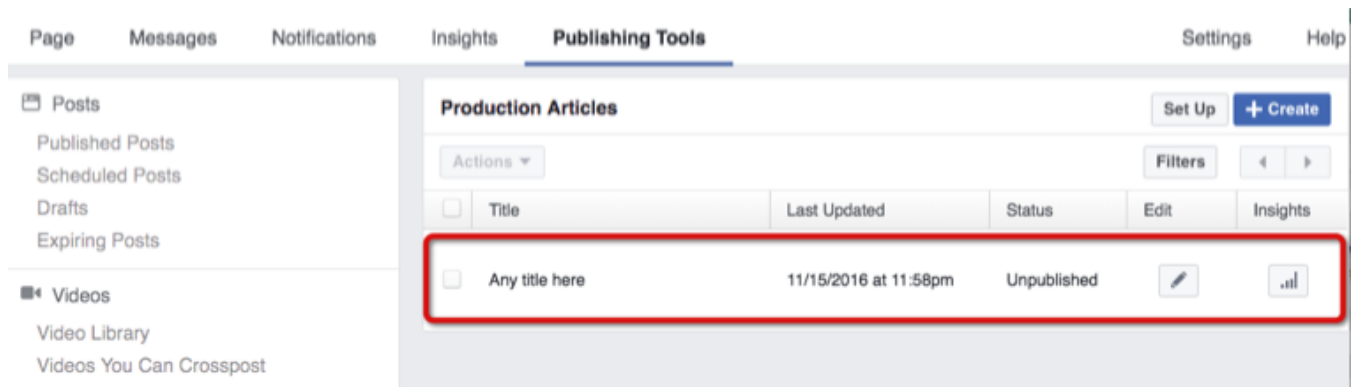 Page Messages Notifications Insights Publishing Tools Settings Help
Posts
Published Posts
Scheduled Posts
Drafts
Expiring Posts
Videos
Video Library
Videos You Can Crosspost
Production Articles Set Up + Create
Actions Filters
Title Last Updated Status Edit Insights
Any title here 11/15/2016 at 11:58pm Unpublished